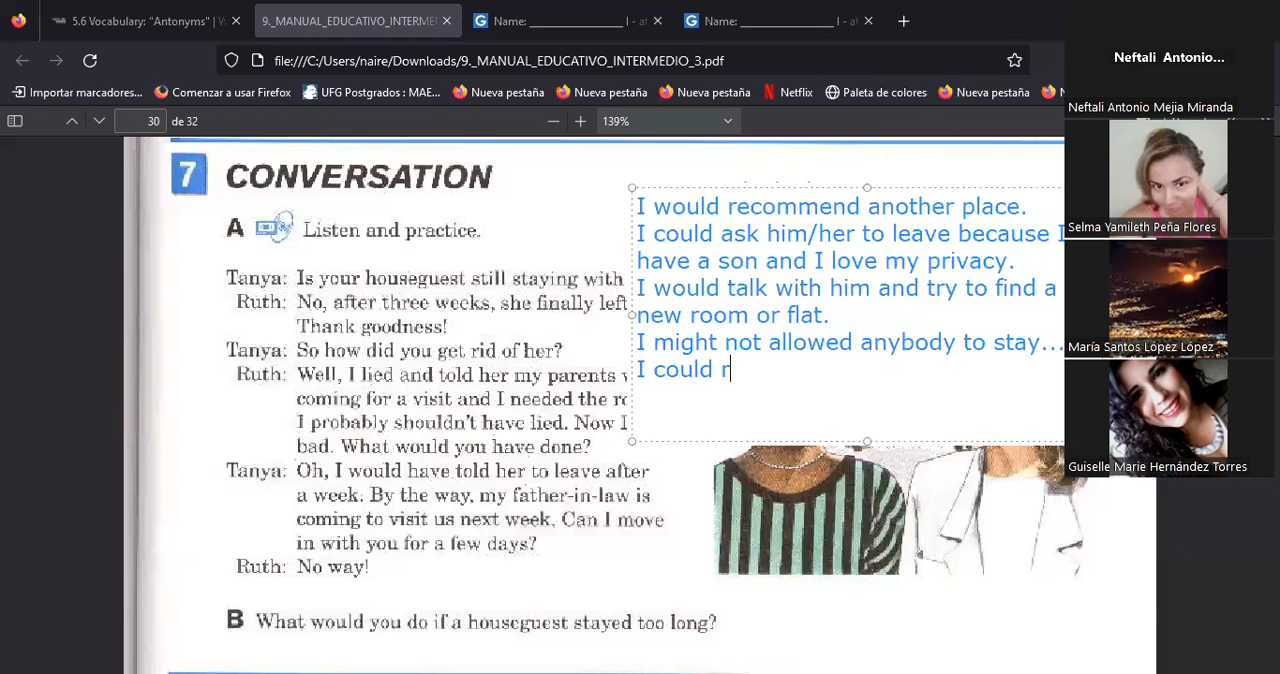 5.6 Vocabulary: "Antonyms" | V
9._MANUAL_EDUCATIVO_INTERME
Name: ________________ I - at
Name: ________________ I - at
file:///C:/Users/naire/Downloads/9._MANUAL_EDUCATIVO_INTERMEDIO_3.pdf
Importar marcadores...
Comenzar a usar Firefox
UFG Postgrados : MAE...
Nueva pestaña
Nueva pestaña
Nueva pestaña
Netflix
Paleta de colores
Nueva pestaña
30 de 32
139%
7 CONVERSATION
A Listen and practice.
Tanya: Is your houseguest still staying with
Ruth: No, after three weeks, she finally left
Thank goodness!
Tanya: So how did you get rid of her?
Ruth: Well, I lied and told her my parents
coming for a visit and I needed the
I probably shouldn't have lied. Now I
bad. What would you have done?
Tanya: Oh, I would have told her to leave after
a week. By the way, my father-in-law is
coming to visit us next week. Can I move
in with you for a few days?
Ruth: No way!
B What would you do if a houseguest stayed too long?
I would recommend another place.
I could ask him/her to leave because I
have a son and I love my privacy.
I would talk with him and try to find a
new room or flat.
I might not allowed anybody to stay...
I could r
Neftali Antonio...
Neftali Antonio Mejia Miranda
Selma Yamileth Peña Flores
María Santos López López
Guiselle Marie Hernández Torres